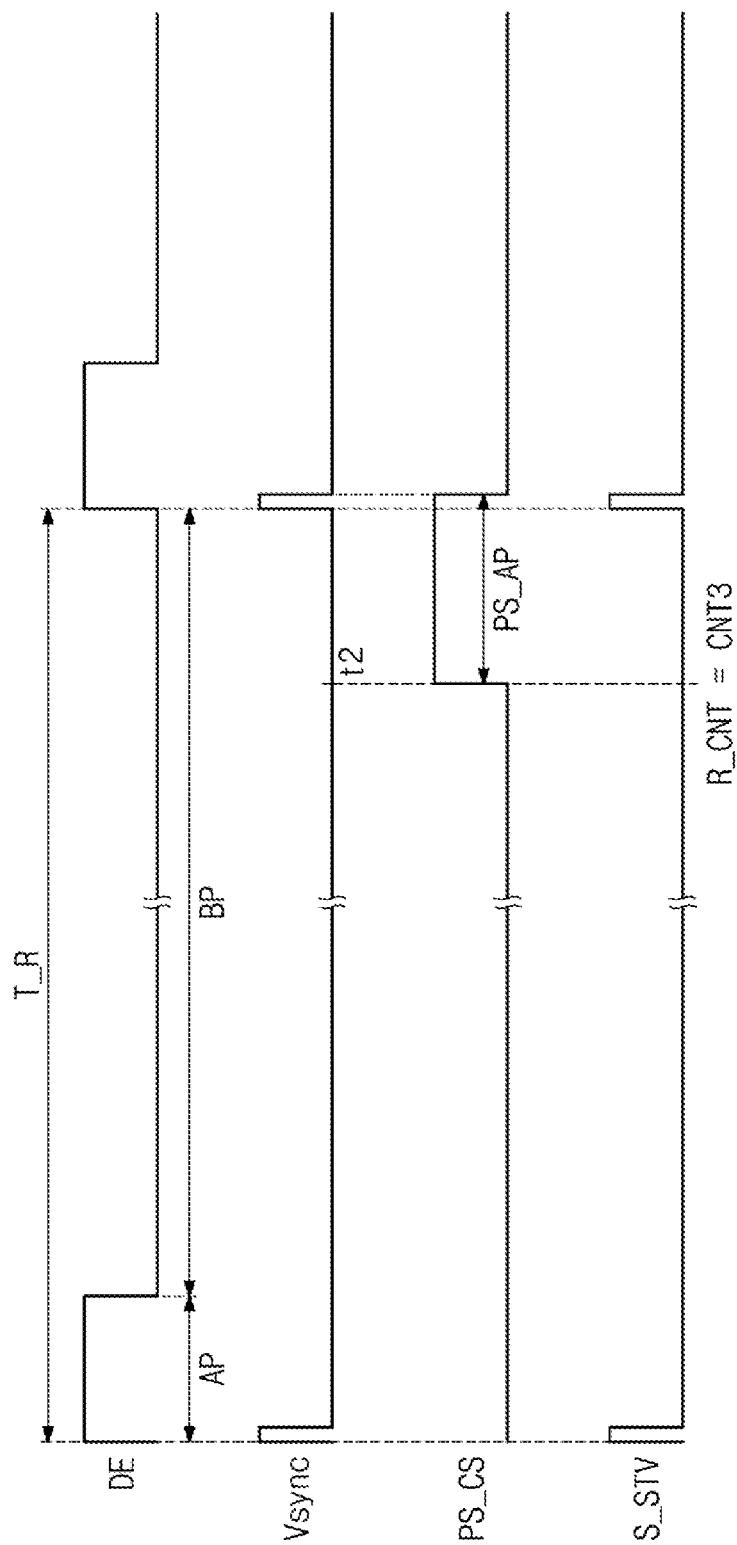 T_R
DE
AP
BP
Vsync
t2
PS_CS
PS_AP
S_STV
R_CNT = CNT3